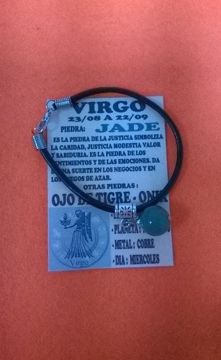 VIRGO
23/08 A 22/09
PIEDRA: JADE
ES LA PIEDRA DE LA JUSTICIA SIMBOLIZA
LA CARIDAD, JUSTICIA MODESTIA VALOR
Y SABIDURIA. ES LA PIEDRA DE LOS
SENTIMIENTOS Y DE LAS EMOCIONES. DA
SUERTE EN LOS NEGOCIOS Y EN
LOS JUEGOS DE AZAR.
OTRAS PIEDRAS:
OJO DE TIGRE - ONIX
- PLANETA:
- METAL: COBRE
- DIA: MIERCOLES
Virgo